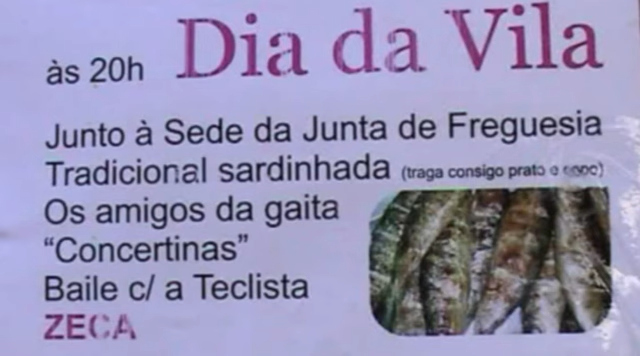 às 20h Dia da Vila
Junto à Sede da Junta de Freguesia
Tradicional sardinhada (traga consigo prato e copo)
Os amigos da gaita
“Concertinas”
Baile c/ a Teclista
ZECA